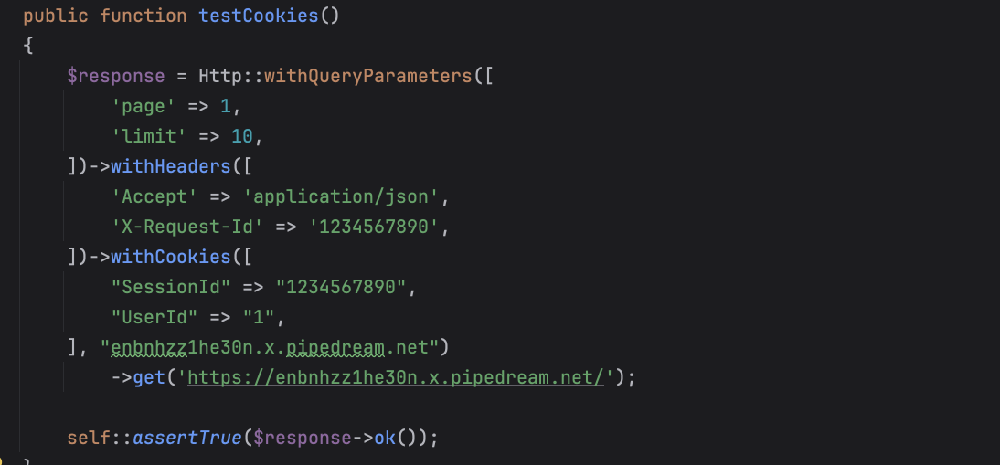 public function testCookies()
{
    $response = Http::withQueryParameters([
        'page' => 1,
        'limit' => 10,
    ])->withHeaders([
        'Accept' => 'application/json',
        'X-Request-Id' => '1234567890',
    ])->withCookies([
        "SessionId" => "1234567890",
        "UserId" => "1",
    ], "enbnhzz1he30n.x.pipedream.net")
        ->get('https://enbnhzz1he30n.x.pipedream.net/');
    self::assertTrue($response->ok());
}